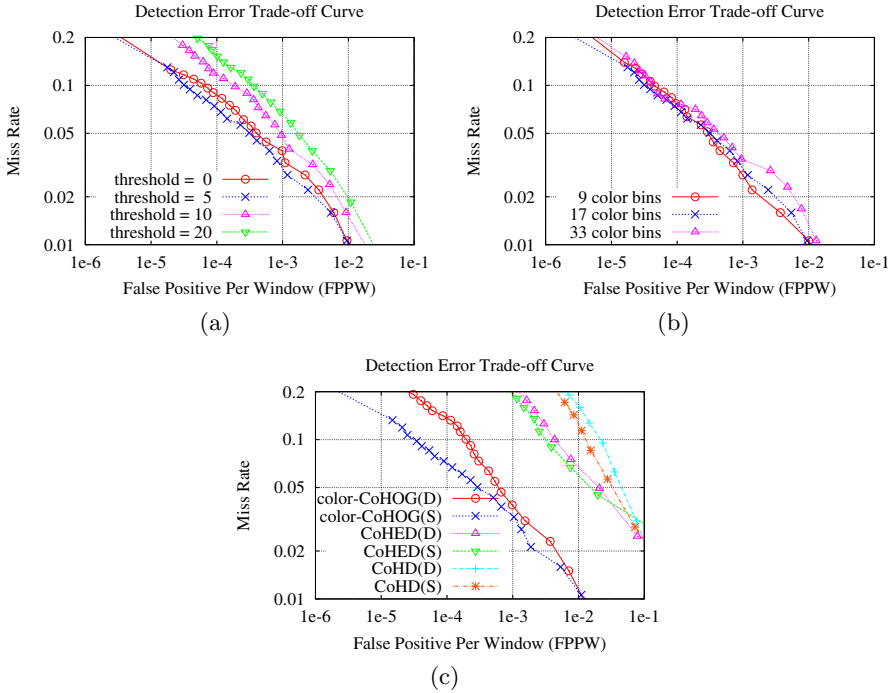 Detection Error Trade-off Curve
0.2
0.1
0.05
0.02
0.01
Miss Rate
threshold = 0
threshold = 5
threshold = 10
threshold = 20
1e-6 1e-5 1e-4 1e-3 1e-2 1e-1
False Positive Per Window (FPPW)
(a)
Detection Error Trade-off Curve
0.2
0.1
0.05
0.02
0.01
Miss Rate
9 color bins
17 color bins
33 color bins
1e-6 1e-5 1e-4 1e-3 1e-2 1e-1
False Positive Per Window (FPPW)
(b)
Detection Error Trade-off Curve
0.2
0.1
0.05
0.02
0.01
Miss Rate
color-CoHOG(D)
color-CoHOG(S)
CoHED(D)
CoHED(S)
CoHD(D)
CoHD(S)
1e-6 1e-5 1e-4 1e-3 1e-2 1e-1
False Positive Per Window (FPPW)
(c)